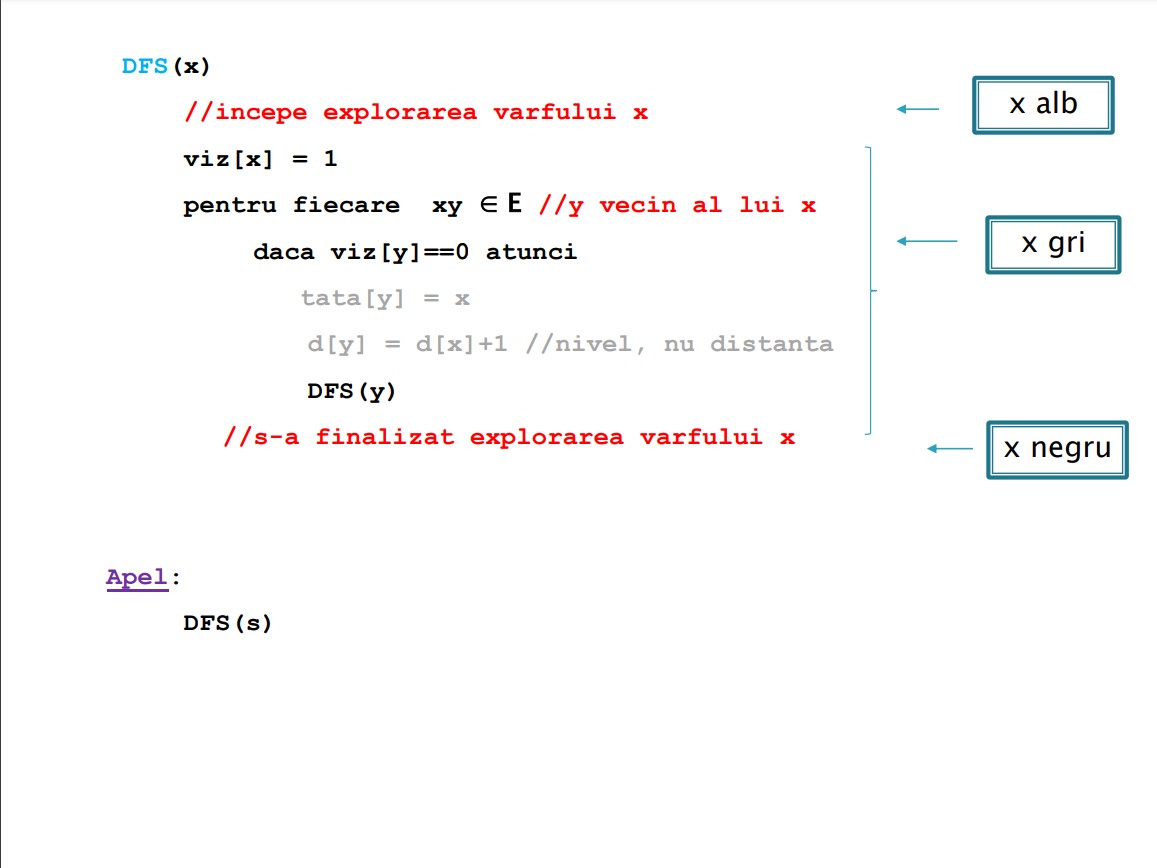 DFS(x)
//incepe explorarea varfului x
x alb
viz[x] = 1
pentru fiecare xy ∈ E //y vecin al lui x
x gri
daca viz[y]==0 atunci
tata[y] = x
d[y] = d[x]+1 //nivel, nu distanta
DFS(y)
//s-a finalizat explorarea varfului x
x negru
Apel:
DFS(s)